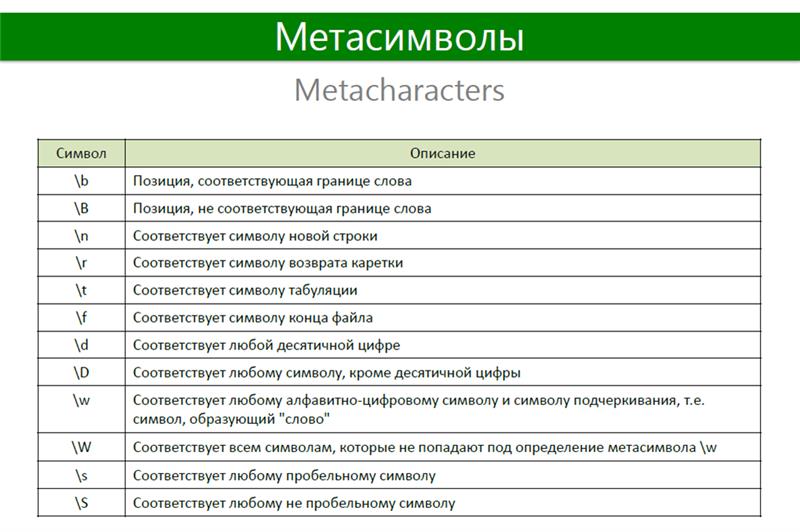 Метасимволы
Metacharacters
Символ Описание
\b Позиция, соответствующая границе слова
\B Позиция, не соответствующая границе слова
\n Соответствует символу новой строки
\r Соответствует символу возврата каретки
\t Соответствует символу табуляции
\f Соответствует символу конца файла
\d Соответствует любой десятичной цифре
\D Соответствует любому символу, кроме десятичной цифры
\w Соответствует любому алфавитно-цифровому символу и символу подчеркивания, т.е.
символ, образующий "слово"
\W Соответствует всем символам, которые не попадают под определение метасимвола \w
\s Соответствует любому пробельному символу
\S Соответствует любому не пробельному символу